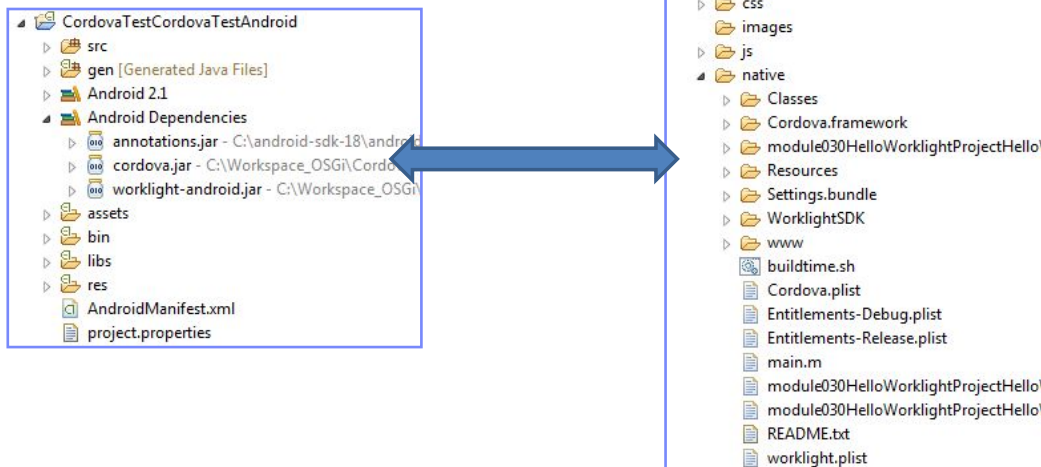 CordovaTestCordovaTestAndroid
src
gen [Generated Java Files]
Android 2.1
Android Dependencies
annotations.jar - C:\android-sdk-18\android
cordova.jar - C:\Workspace_OSGi\Cordo
worklight-android.jar - C:\Workspace_OSGi\
assets
bin
libs
res
AndroidManifest.xml
project.properties
css
images
js
native
Classes
Cordova.framework
module030HelloWorklightProjectHello
Resources
Settings.bundle
WorklightSDK
www
buildtime.sh
Cordova.plist
Entitlements-Debug.plist
Entitlements-Release.plist
main.m
module030HelloWorklightProjectHello
module030HelloWorklightProjectHello
README.txt
worklight.plist